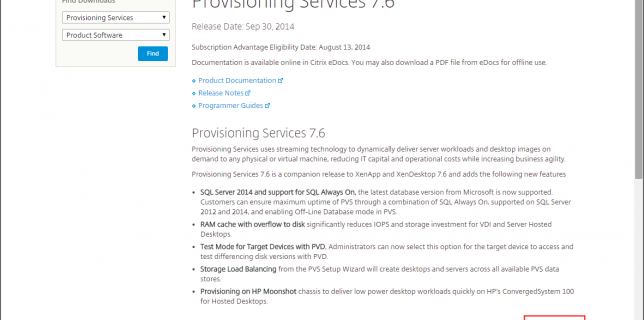 Find Downloads
Provisioning Services
Product Software
Find
Provisioning Services 7.6
Release Date: Sep 30, 2014
Subscription Advantage Eligibility Date: August 13, 2014
Documentation is available online in Citrix eDocs. You may also download a PDF file from eDocs for offline use.
Product Documentation
Release Notes
Programmer Guides
Provisioning Services 7.6
Provisioning Services uses streaming technology to dynamically deliver server workloads and desktop images on
demand to any physical or virtual machine, reducing IT capital and operational costs while increasing business agility.
Provisioning Services 7.6 is a companion release to XenApp and XenDesktop 7.6 and adds the following new features
• SQL Server 2014 and support for SQL Always On, the latest database version from Microsoft is now supported.
Customers can ensure maximum uptime of PVS through a combination of SQL Always On, supported on SQL Server
2012 and 2014, and enabling Off-Line Database mode in PVS.
• RAM cache with overflow to disk significantly reduces IOPS and storage investment for VDI and Server Hosted
Desktops.
• Test Mode for Target Devices with PVD. Administrators can now select this option for the target device to access and
test differencing disk versions with PVD.
• Storage Load Balancing from the PVS Setup Wizard will create desktops and servers across all available PVS data
stores.
• Provisioning on HP Moonshot chassis to deliver low power desktop workloads quickly on HP's ConvergedSystem 100
for Hosted Desktops.